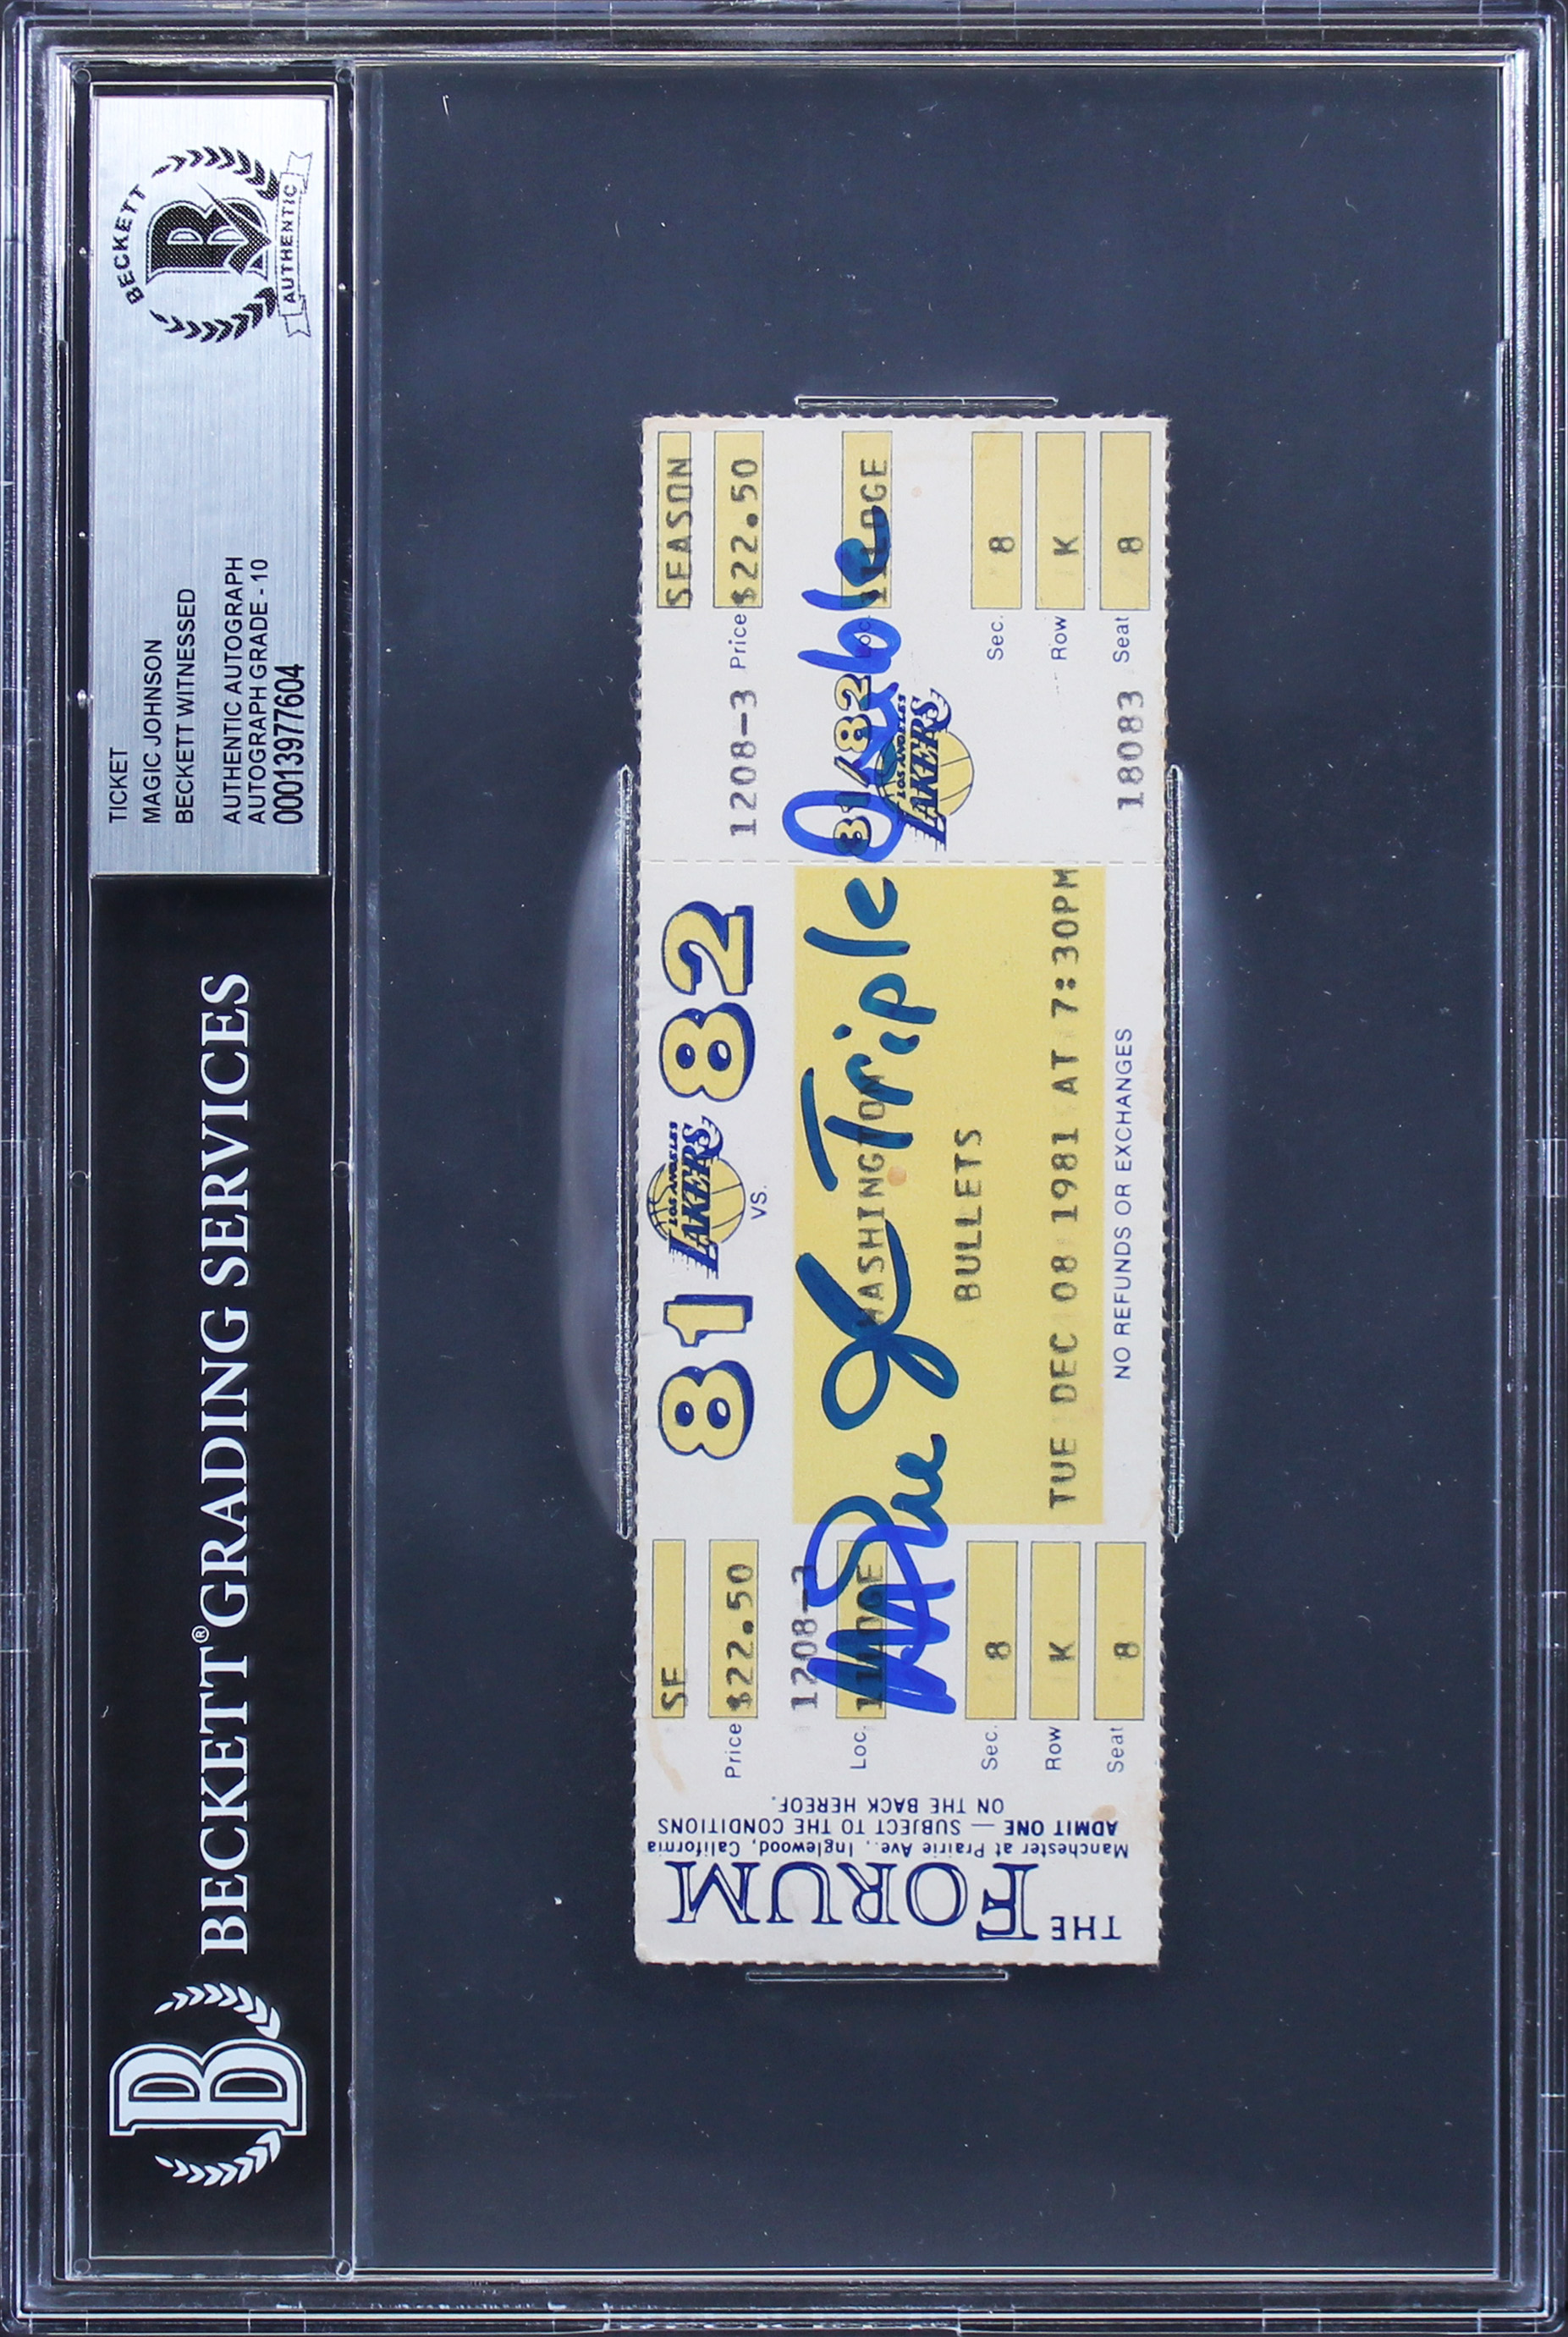 BECKETT
B
AUTHENTIC
TICKET
MAGIC JOHNSON
BECKETT WITNESSED
AUTHENTIC AUTOGRAPH
AUTOGRAPH GRADE - 10
00013977604
B BECKETT® GRADING SERVICES
THE FORUM
Manchester at Prairie Ave., Inglewood, California
ADMIT ONE — SUBJECT TO THE CONDITIONS
ON THE BACK HEREOF.
SF
Price $22.50
1208-3
Loc. 11LOGE
Sec. 8
Row K
Seat 8
81 LOS ANGELES LAKERS 82
VS.
WASHINGTON
BULLETS
TUE DEC 08 1981 AT 7:30PM
NO REFUNDS OR EXCHANGES
Triple Double
SEASON
1208-3 Price $22.50
81/82 Loc. 11LOGE
LOS ANGELES LAKERS
Sec. 8
Row K
18083 Seat 8